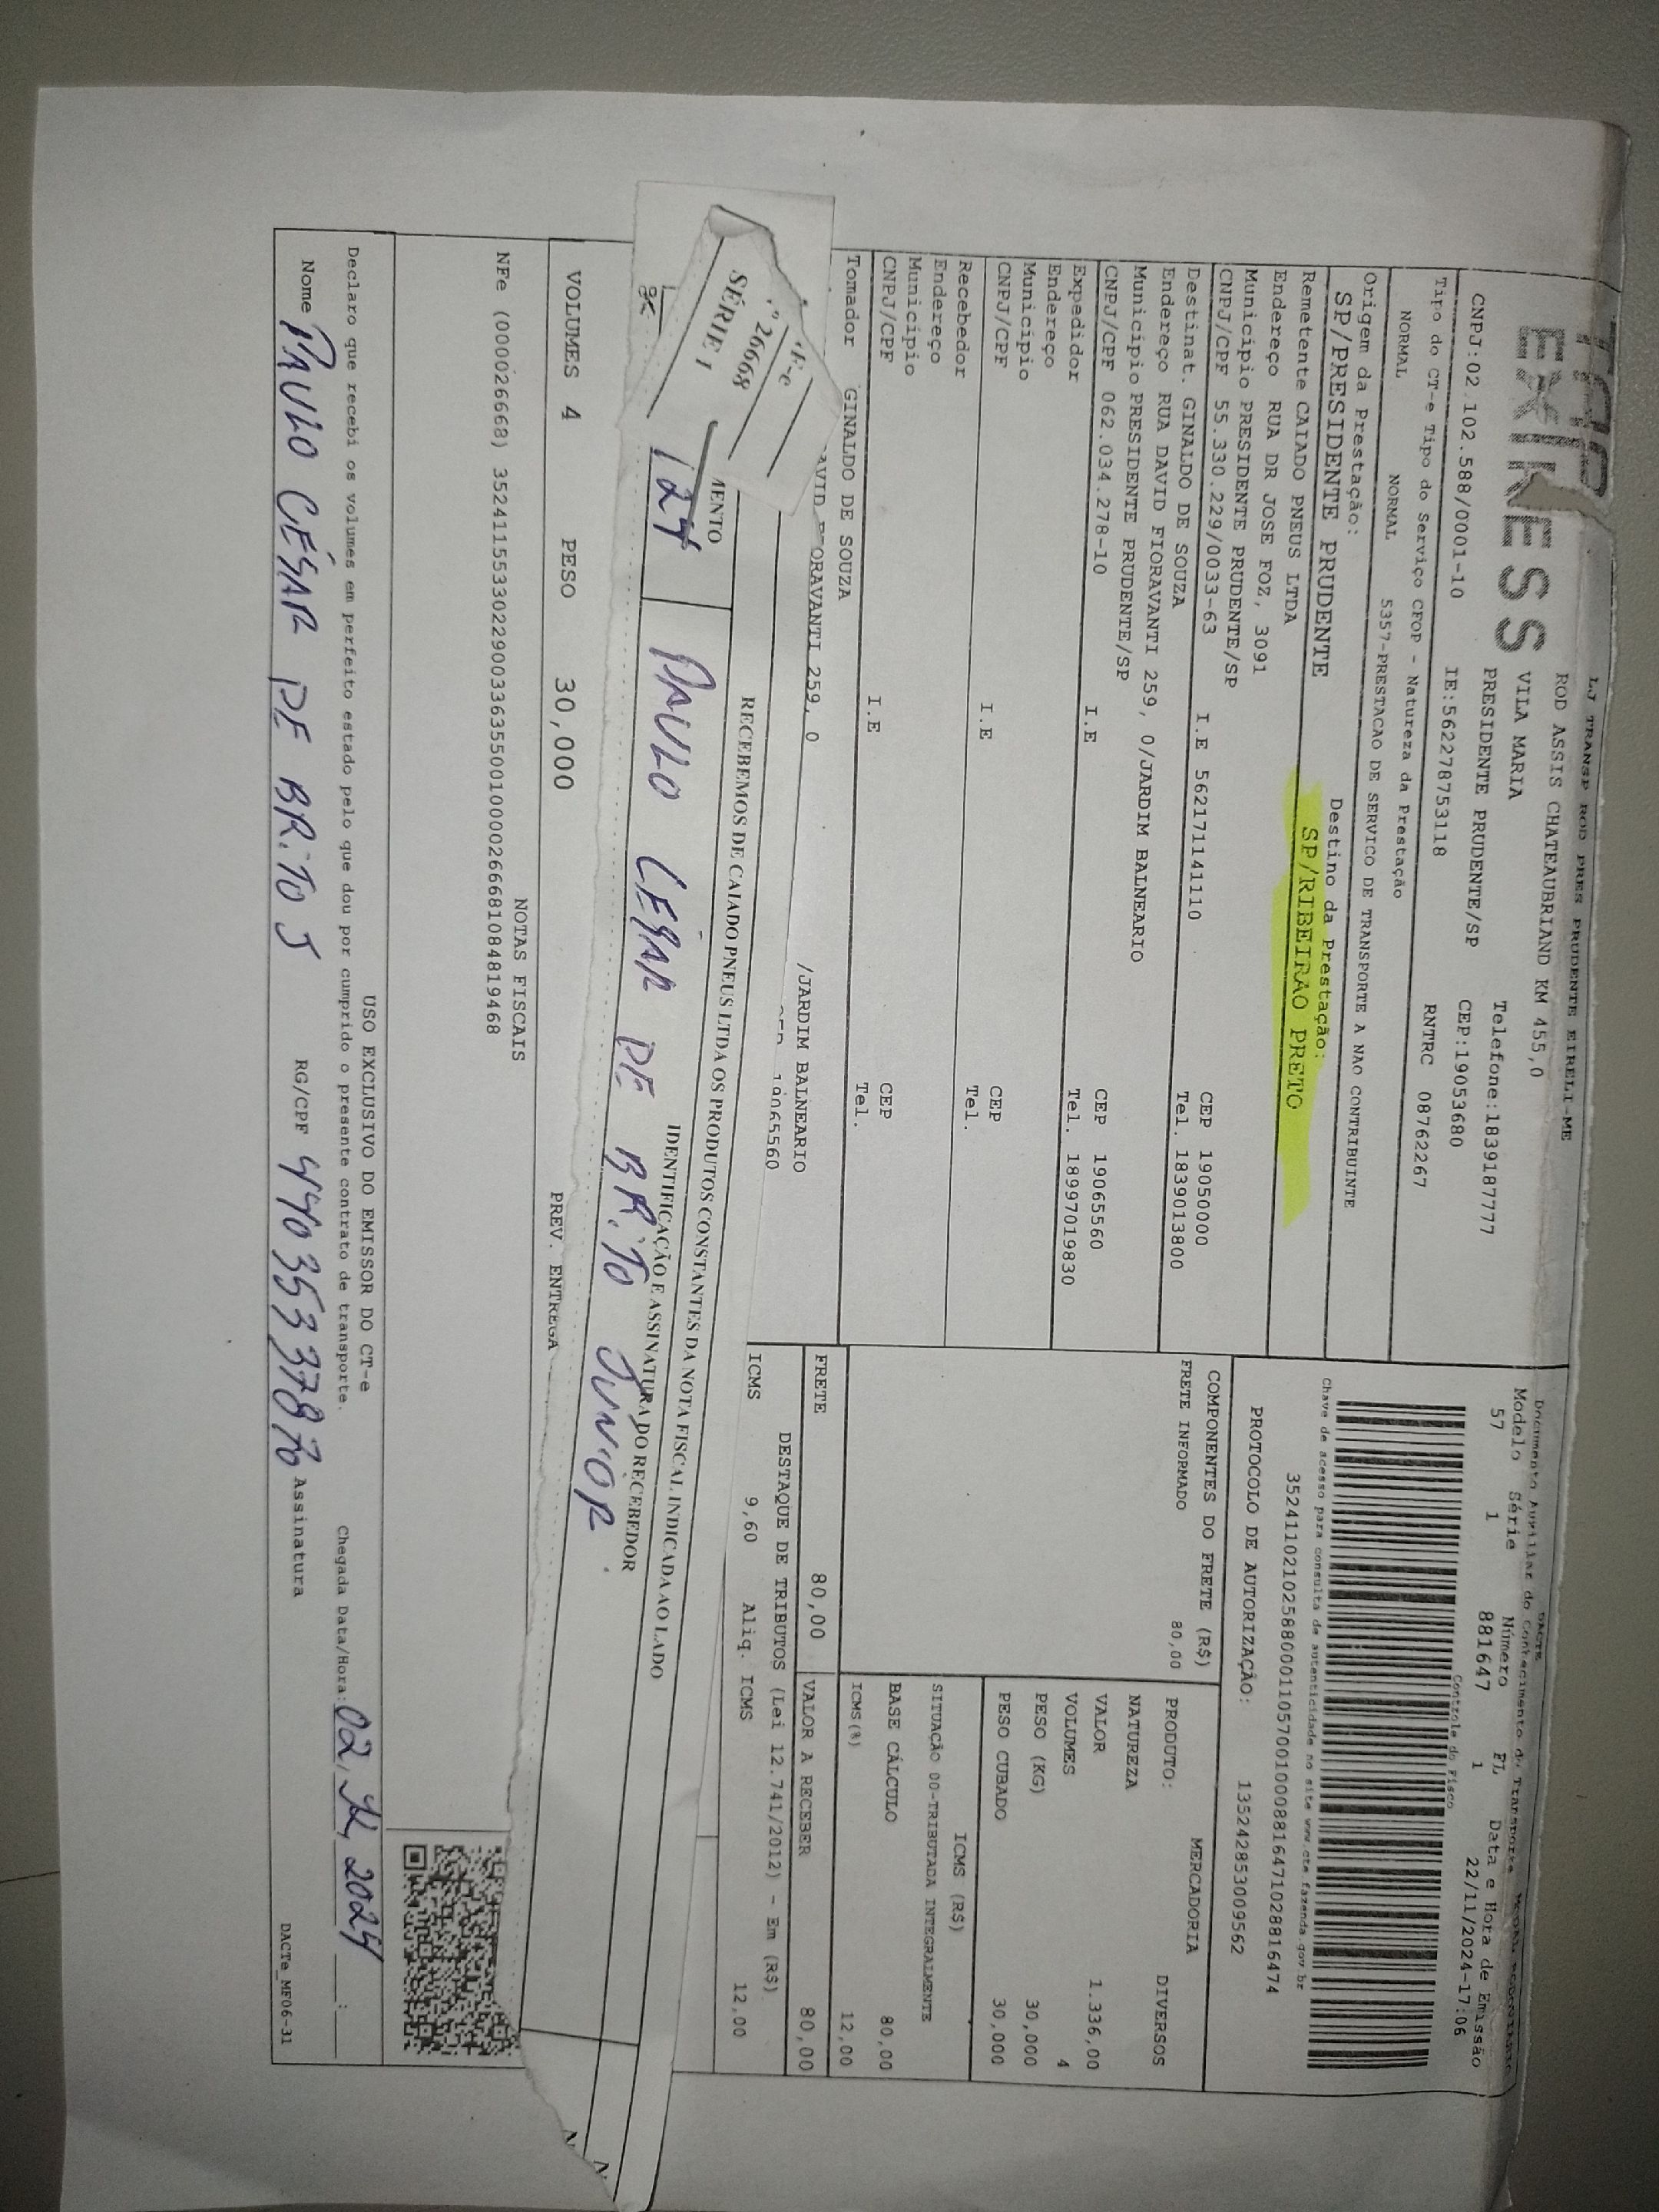 EXPRESS
LJ TRANSP ROD PRES PRUDENTE EIRELI-ME
ROD ASSIS CHATEAUBRIAND KM 455,0
VILA MARIA
PRESIDENTE PRUDENTE/SP
Telefone:1839187777
CNPJ:02.102.588/0001-10
IE:562278753118
CEP:19053680
RNTRC 08762267
Tipo do CT-e Tipo do Serviço CFOP - Natureza da Prestação
NORMAL NORMAL 5357-PRESTACAO DE SERVICO DE TRANSPORTE A NAO CONTRIBUINTE
Origem da Prestação: Destino da Prestação:
SP/PRESIDENTE PRUDENTE SP/RIBEIRAO PRETO
Remetente CAIADO PNEUS LTDA
Endereço RUA DR JOSE FOZ, 3091
Municipio PRESIDENTE PRUDENTE/SP CEP 19050000
CNPJ/CPF 55.330.229/0033-63 I.E 562171141110 Tel. 1839013800
Destinat. GINALDO DE SOUZA
Endereço RUA DAVID FIORAVANTI 259, 0/JARDIM BALNEARIO
Municipio PRESIDENTE PRUDENTE/SP CEP 19065560
CNPJ/CPF 062.034.278-10 I.E Tel. 18997019830
Expedidor
Endereço
Municipio CEP
CNPJ/CPF I.E Tel.
Recebedor
Endereço
Municipio CEP
CNPJ/CPF I.E Tel.
Tomador GINALDO DE SOUZA
259, 0 /JARDIM BALNEARIO
19065560
DACTE
Documento Auxiliar do Conhecimento de Transporte
Modelo Série Número FL Data e Hora de Emissão
57 1 881647 1 22/11/2024-17:06
Controle do Fisco
Chave de acesso para consulta de autenticidade no site www.cte.fazenda.gov.br
35241102102588000110570010008816471028816474
PROTOCOLO DE AUTORIZAÇÃO: 135242853009562
COMPONENTES DO FRETE (R$)
FRETE INFORMADO 80,00
MERCADORIA
PRODUTO: DIVERSOS
NATUREZA
VALOR 1.336,00
VOLUMES 4
PESO (KG) 30,000
PESO CUBADO 30,000
ICMS (R$)
SITUAÇÃO 00-TRIBUTADA INTEGRALMENTE
BASE CÁLCULO 80,00
ICMS(%) 12,00
FRETE 80,00 VALOR A RECEBER 80,00
DESTAQUE DE TRIBUTOS (Lei 12.741/2012) - Em (R$)
ICMS 9,60 Aliq. ICMS 12,00
26668
SÉRIE 1
RECEBEMOS DE CAIADO PNEUS LTDA OS PRODUTOS CONSTANTES DA NOTA FISCAL INDICADA AO LADO
IDENTIFICAÇÃO E ASSINATURA DO RECEBEDOR
PAULO CÉSAR DE BRITO JUNIOR
VOLUMES 4 PESO 30,000 PREV. ENTREGA
NOTAS FISCAIS
NFe (000026668) 35241155330229003363550010000266681084819468
USO EXCLUSIVO DO EMISSOR DO CT-e
Declaro que recebi os volumes em perfeito estado pelo que dou por cumprido o presente contrato de transporte. Chegada Data/Hora:
Nome PAULO CÉSAR DE BRITO J RG/CPF Assinatura
DACTe_MF06-31